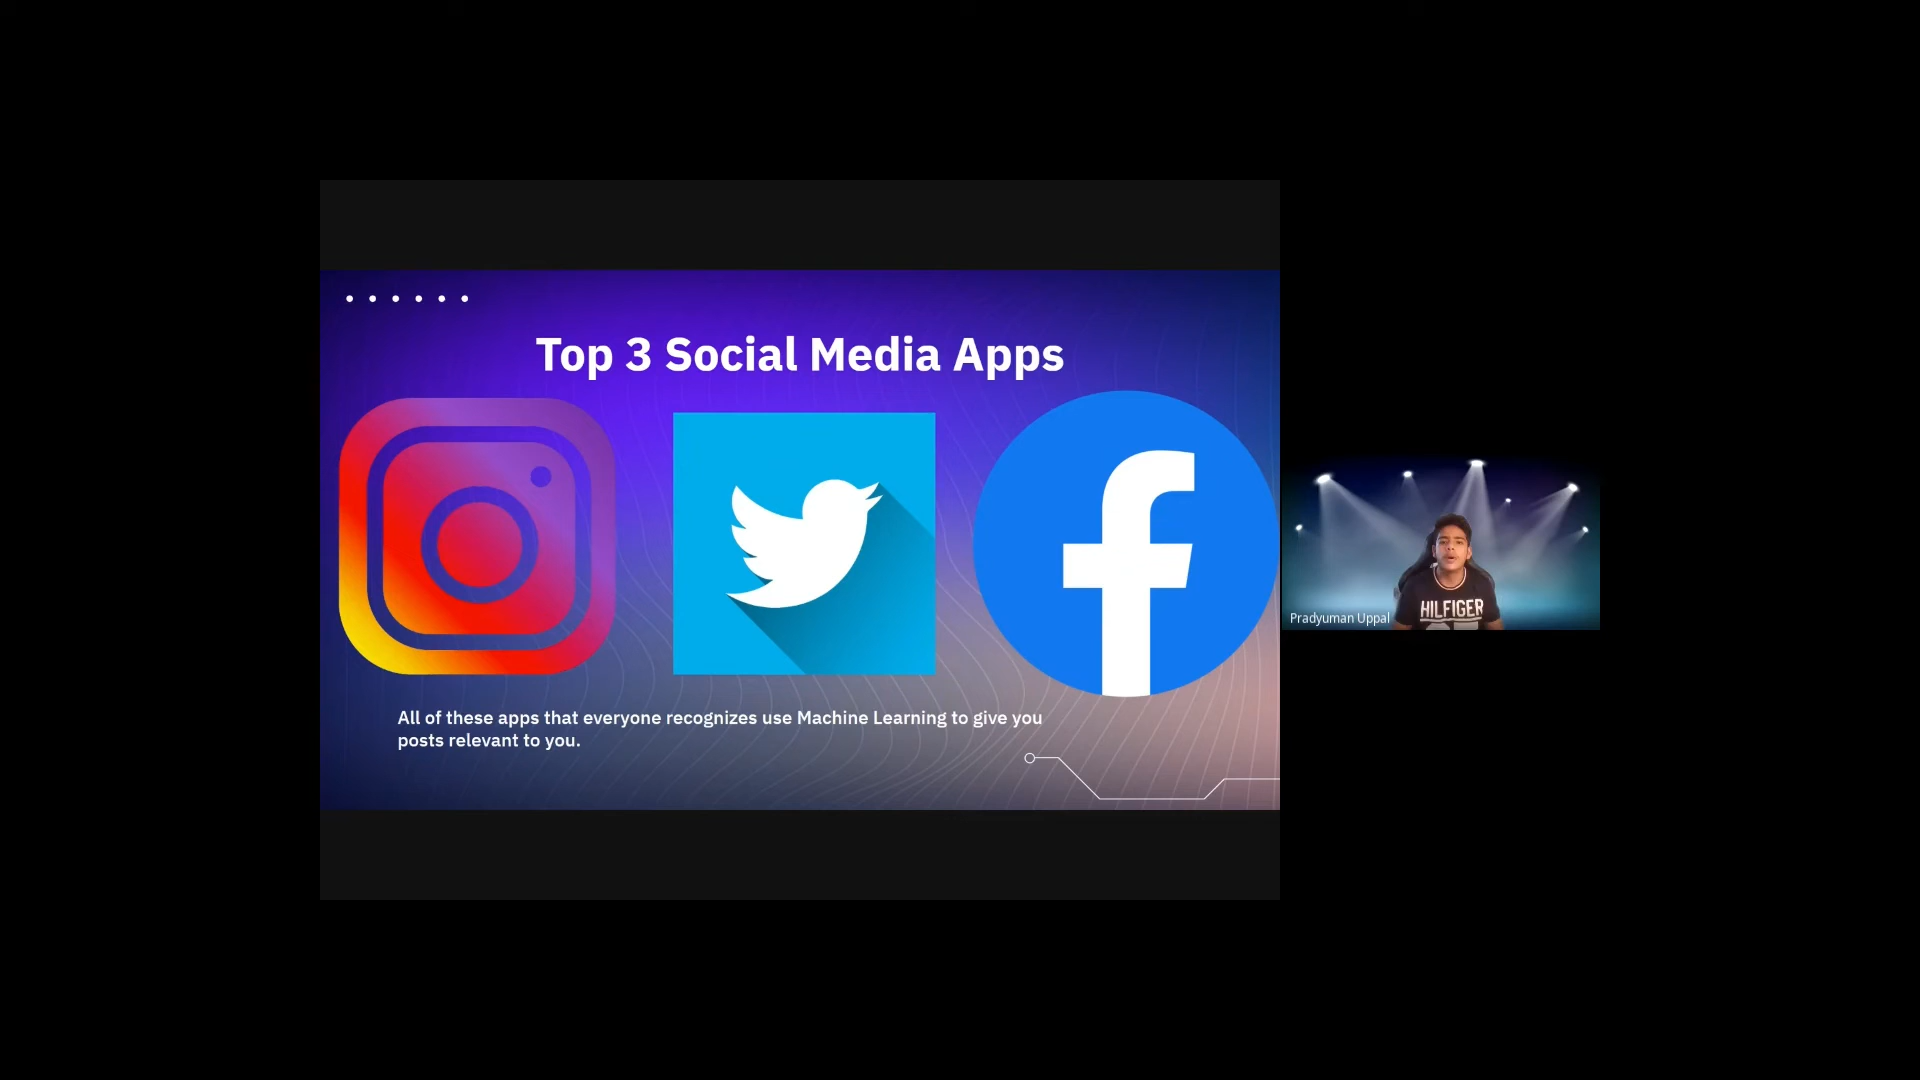 Top 3 Social Media Apps
All of these apps that everyone recognizes use Machine Learning to give you
posts relevant to you.
HILFIGER
Pradyuman Uppal